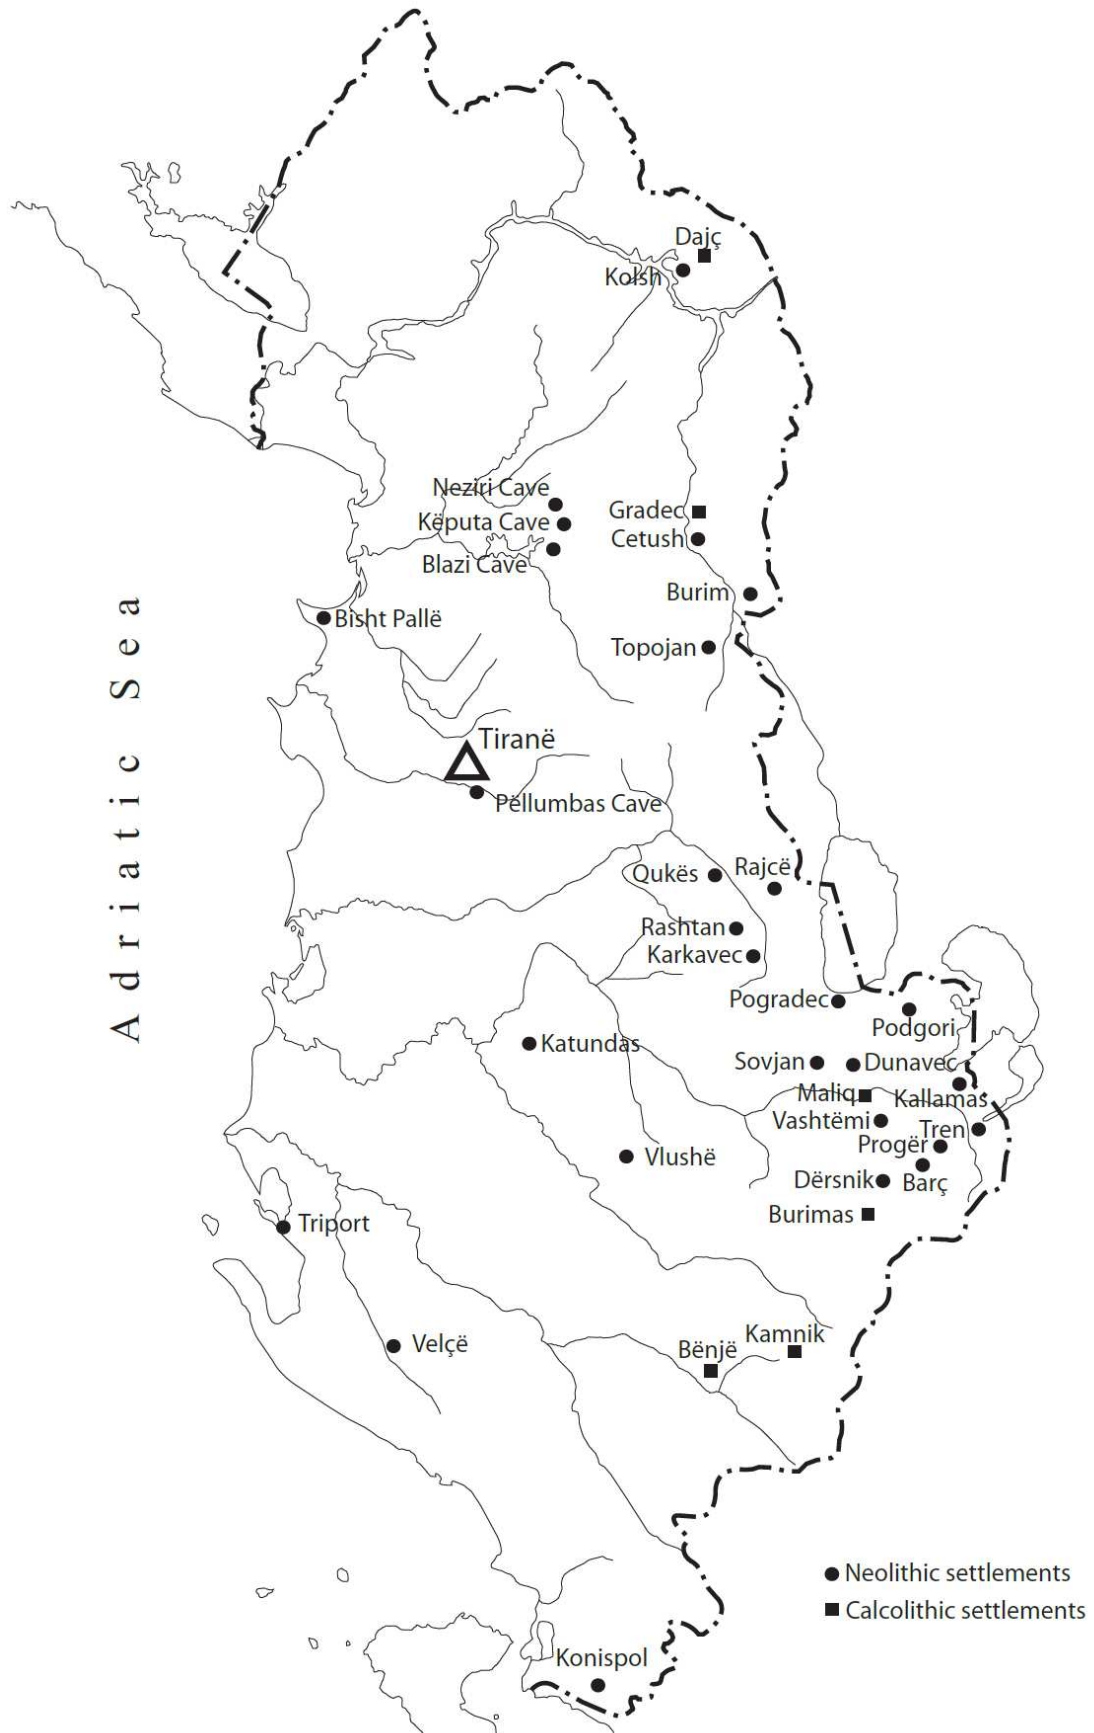 Dajç
Kolsh
Neziri Cave
Këputa Cave
Blazi Cave
Gradec
Cetush
Burim
Bisht Pallë
Topojan
Adriatic Sea
Tiranë
Pëllumbas Cave
Qukës
Rajcë
Rashtan
Karkavec
Pogradec
Podgori
Katundas
Sovjan
Dunavec
Maliq
Kallamas
Vashtëmi
Tren
Progër
Vlushë
Dërsnik
Barç
Burimas
Triport
Velçë
Kamnik
Bënjë
Neolithic settlements
Calcolithic settlements
Konispol